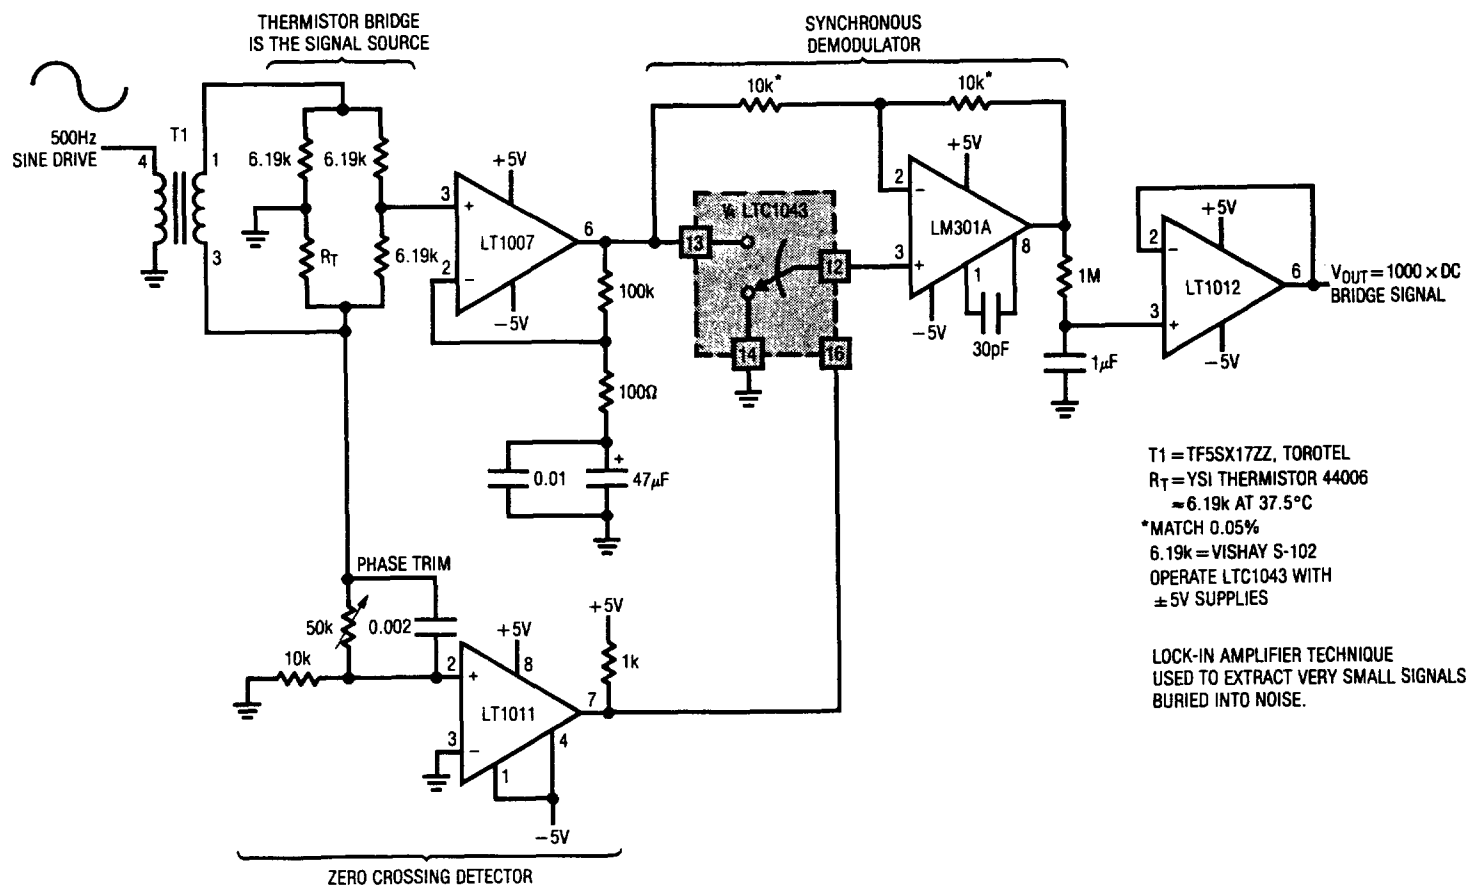 THERMISTOR BRIDGE
IS THE SIGNAL SOURCE
SYNCHRONOUS
DEMODULATOR
10k*
10k*
500Hz
SINE DRIVE
T1
4
1
3
6.19k
6.19k
RT
6.19k
+5V
3
+
LT1007
6
2
−
−5V
100k
100Ω
0.01
+
47μF
½ LTC1043
13
12
14
16
+5V
2
−
LM301A
3
+
1
8
−5V
30pF
1M
1μF
+5V
2
−
LT1012
6
3
+
−5V
VOUT = 1000 × DC
BRIDGE SIGNAL
T1 = TF5SX17ZZ, TOROTEL
RT = YSI THERMISTOR 44006
≈ 6.19k AT 37.5°C
*MATCH 0.05%
6.19k = VISHAY S-102
OPERATE LTC1043 WITH
±5V SUPPLIES
LOCK-IN AMPLIFIER TECHNIQUE
USED TO EXTRACT VERY SMALL SIGNALS
BURIED INTO NOISE.
PHASE TRIM
50k
0.002
10k
+5V
8
2
+
LT1011
7
3
−
1
4
−5V
+5V
1k
ZERO CROSSING DETECTOR